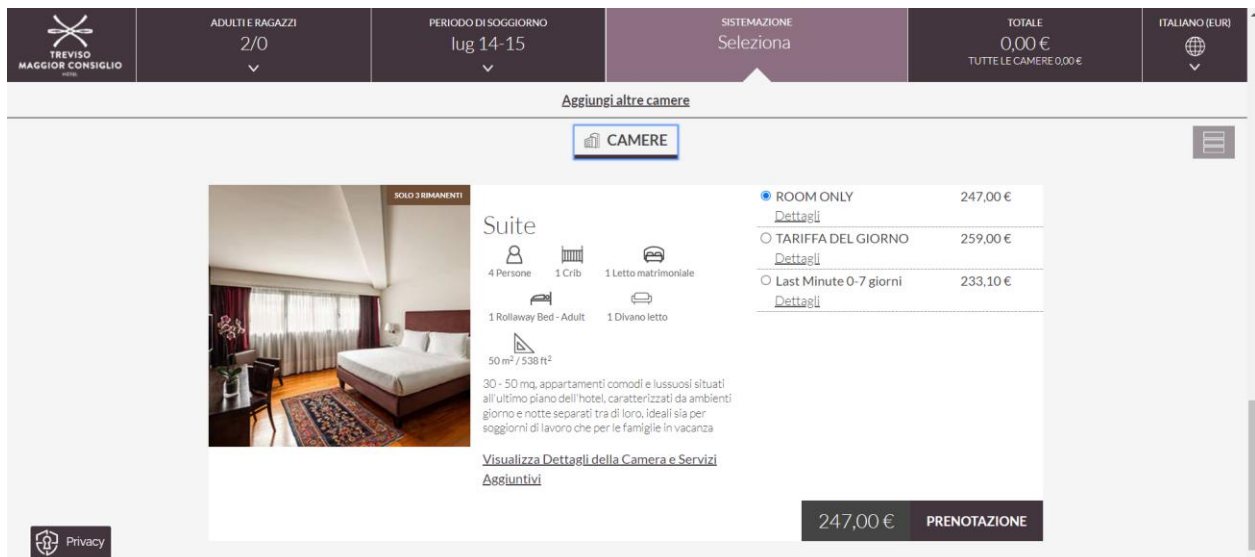 TREVISO
MAGGIOR CONSIGLIO
HOTEL
ADULTI E RAGAZZI
2/0
PERIODO DI SOGGIORNO
lug 14-15
SISTEMAZIONE
Seleziona
TOTALE
0,00 €
TUTTE LE CAMERE 0,00 €
ITALIANO (EUR)
Aggiungi altre camere
CAMERE
SOLO 3 RIMANENTI
Suite
4 Persone
1 Crib
1 Letto matrimoniale
1 Rollaway Bed - Adult
1 Divano letto
50 m² / 538 ft²
30 - 50 mq, appartamenti comodi e lussuosi situati
all'ultimo piano dell'hotel, caratterizzati da ambienti
giorno e notte separati tra di loro, ideali sia per
soggiorni di lavoro che per le famiglie in vacanza
Visualizza Dettagli della Camera e Servizi
Aggiuntivi
ROOM ONLY 247,00 €
Dettagli
TARIFFA DEL GIORNO 259,00 €
Dettagli
Last Minute 0-7 giorni 233,10 €
Dettagli
247,00 € PRENOTAZIONE
Privacy